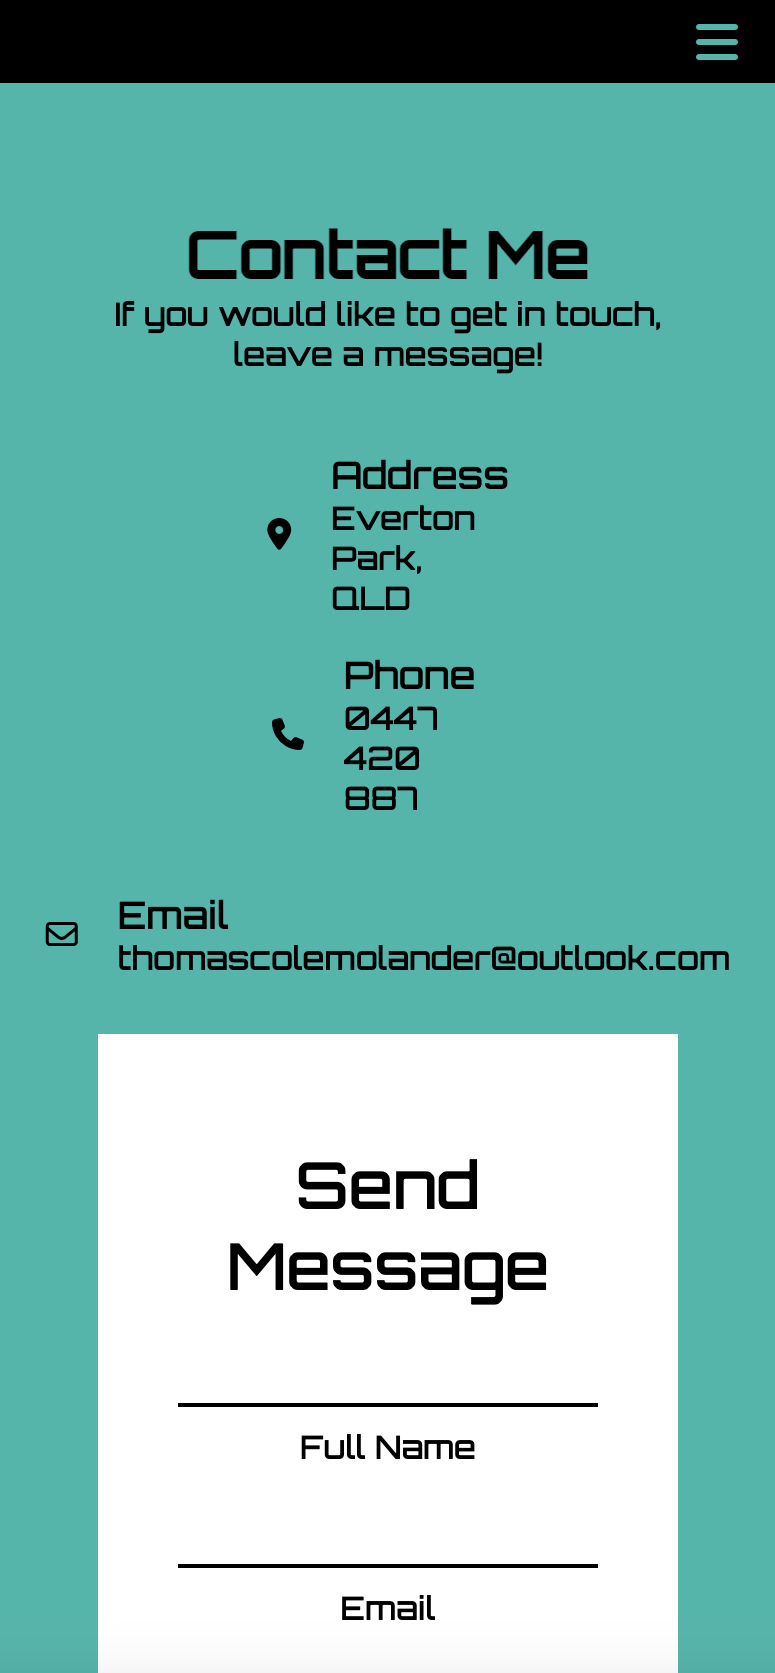 Contact Me
If you would like to get in touch,
leave a message!
Address
Everton
Park,
QLD
Phone
0447
420
887
Email
thomascolemolander@outlook.com
Send
Message
Full Name
Email